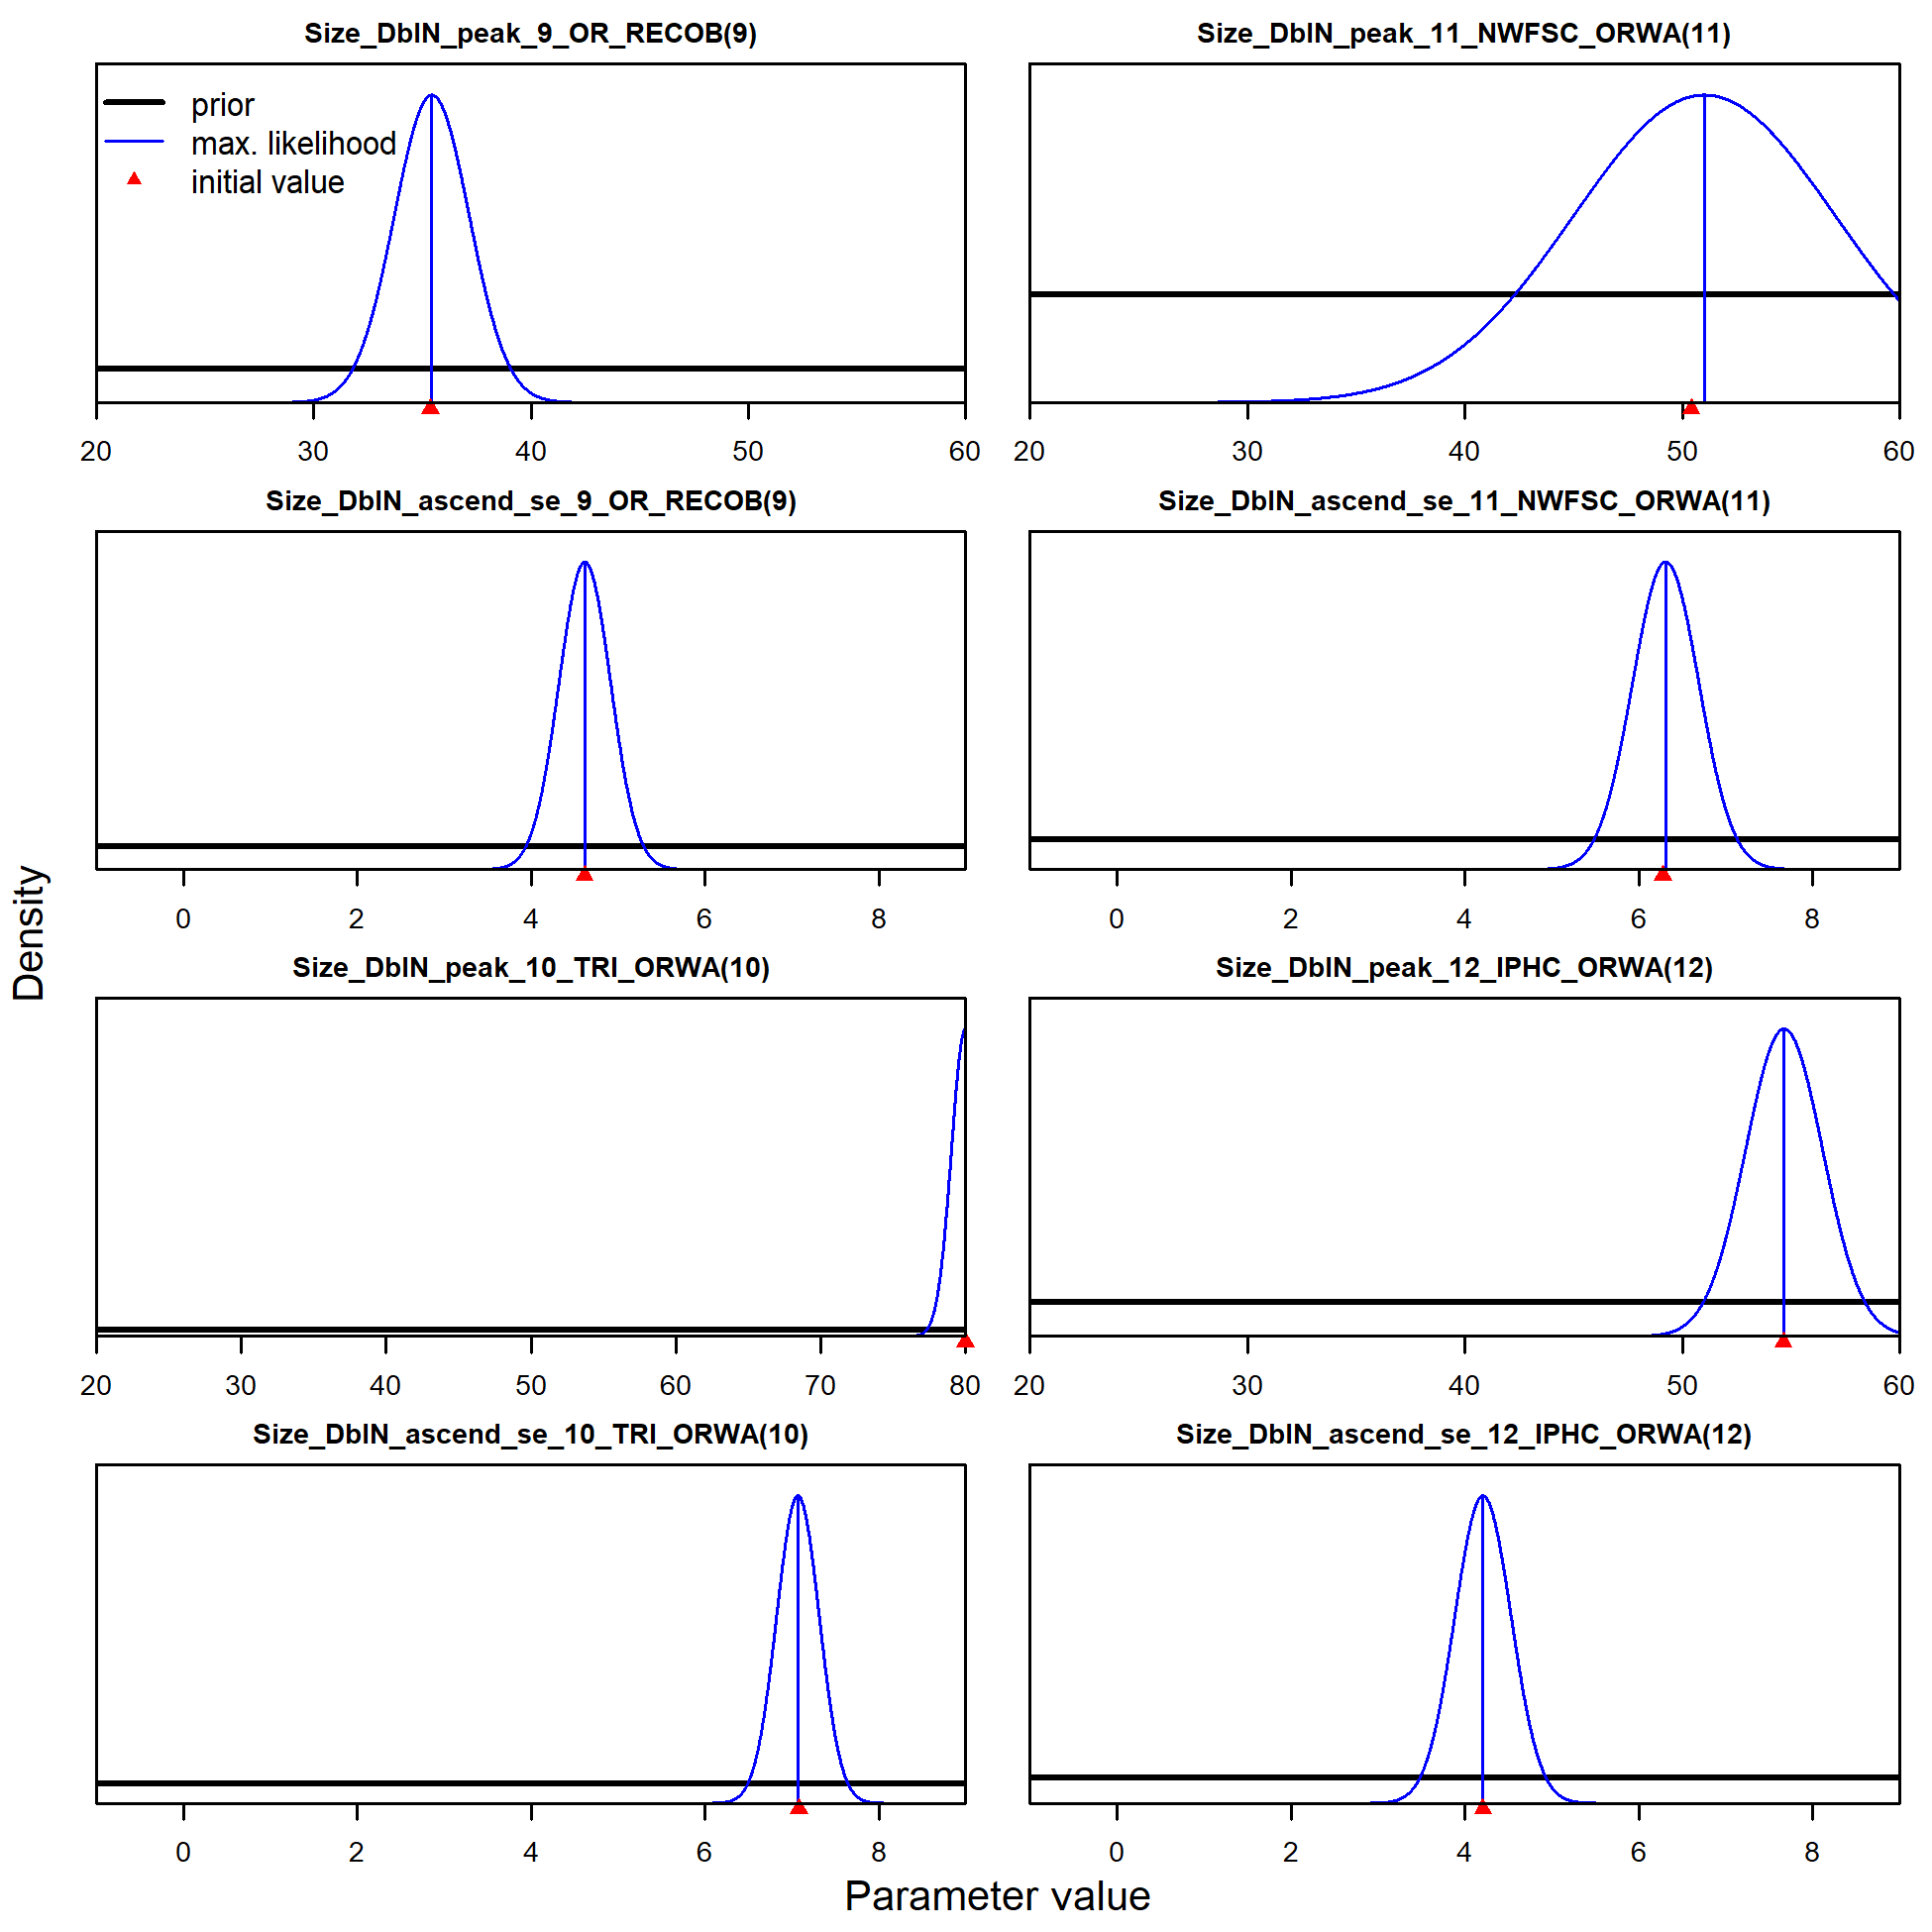 Size_DblN_peak_9_OR_RECOB(9)
prior
max. likelihood
initial value
20 30 40 50 60
Size_DblN_peak_11_NWFSC_ORWA(11)
20 30 40 50 60
Size_DblN_ascend_se_9_OR_RECOB(9)
0 2 4 6 8
Size_DblN_ascend_se_11_NWFSC_ORWA(11)
0 2 4 6 8
Density
Size_DblN_peak_10_TRI_ORWA(10)
20 30 40 50 60 70 80
Size_DblN_peak_12_IPHC_ORWA(12)
20 30 40 50 60
Size_DblN_ascend_se_10_TRI_ORWA(10)
0 2 4 6 8
Size_DblN_ascend_se_12_IPHC_ORWA(12)
0 2 4 6 8
Parameter value